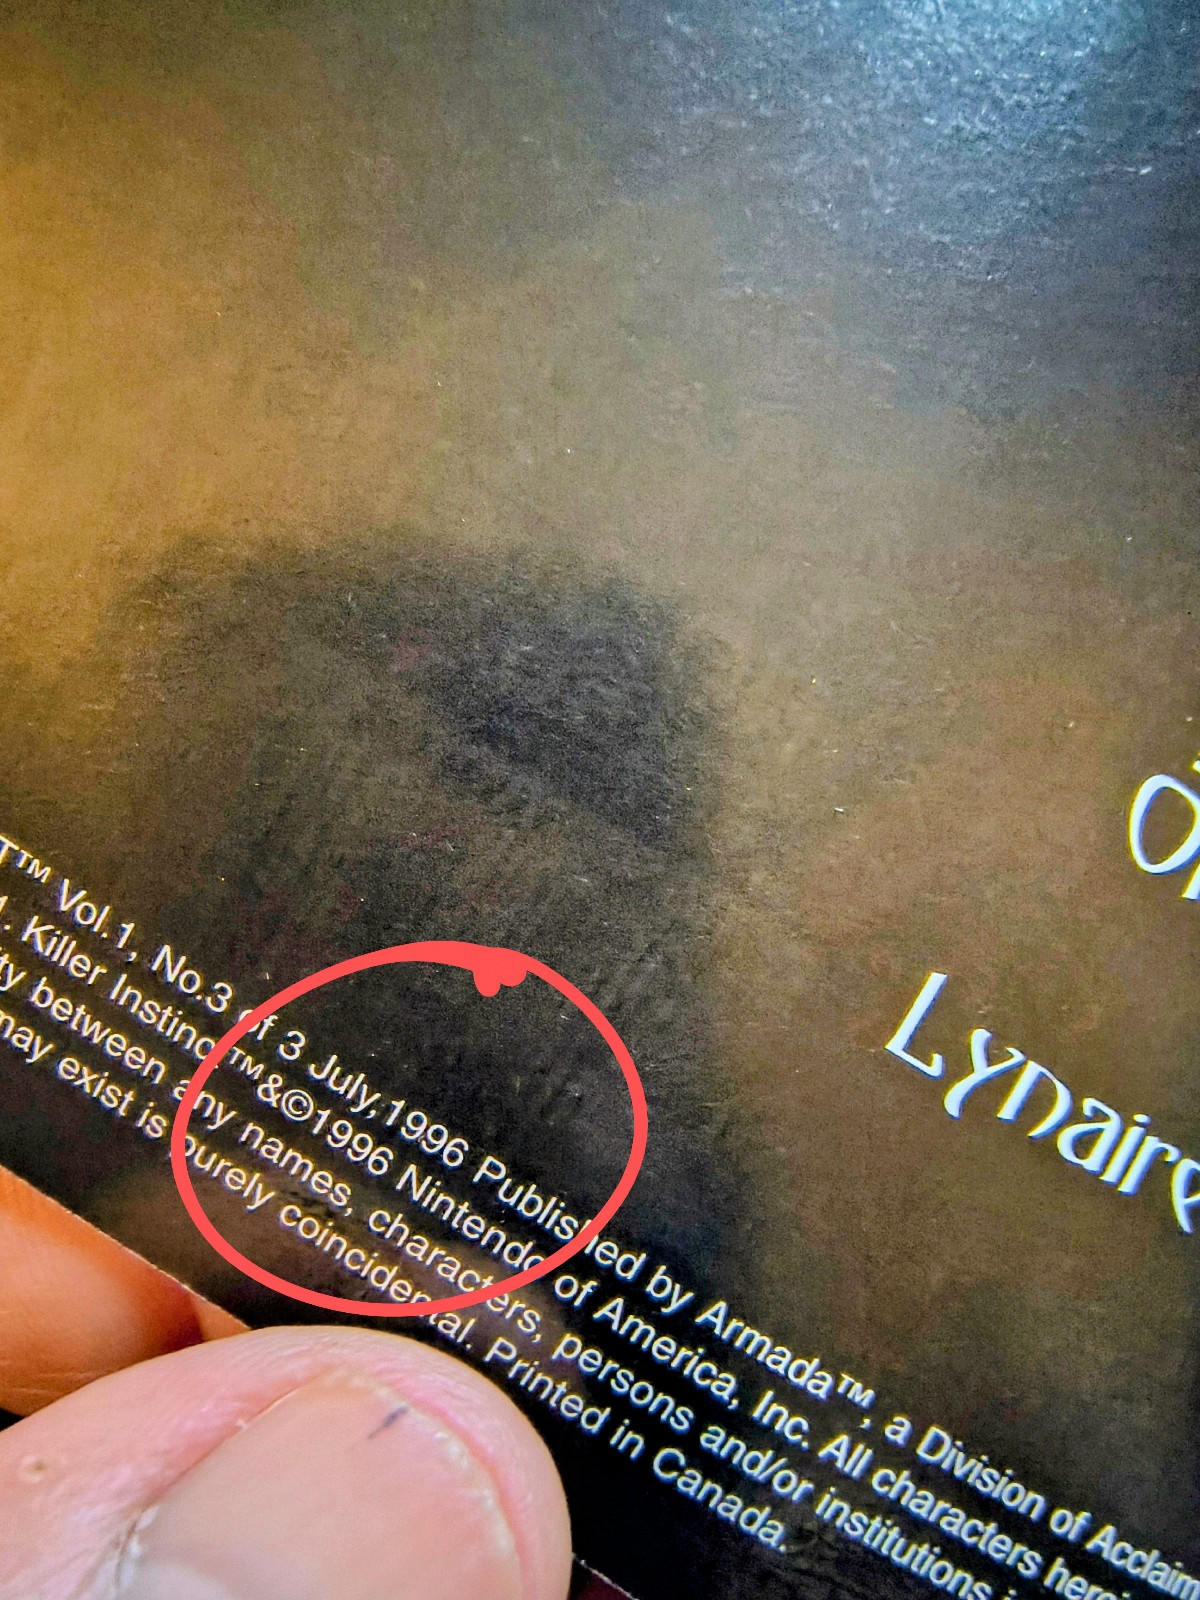 Lynaire
T™ Vol.1, No.3 of 3 July,1996 Published by Armada™, a Division of Acclaim
1. Killer Instinct™&©1996 Nintendo of America, Inc. All characters herei
ty between any names, characters, persons and/or institutions i
may exist is purely coincidental. Printed in Canada.